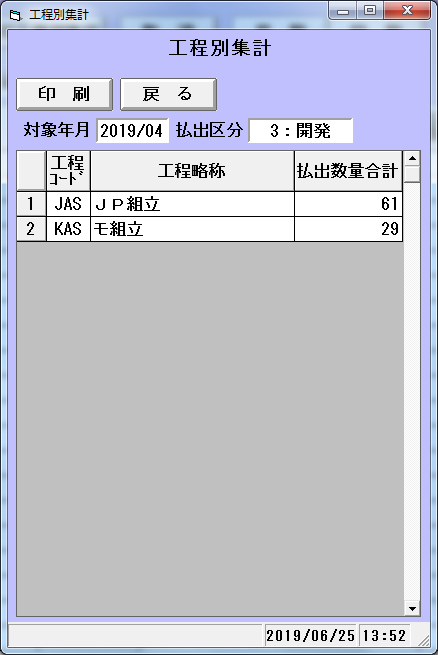 工程別集計
工程別集計
印 刷 戻 る
対象年月 2019/04 払出区分 3：開発
工程ｺｰﾄﾞ 工程略称 払出数量合計
1 JAS ＪＰ組立 61
2 KAS モ組立 29
2019/06/25 13:52